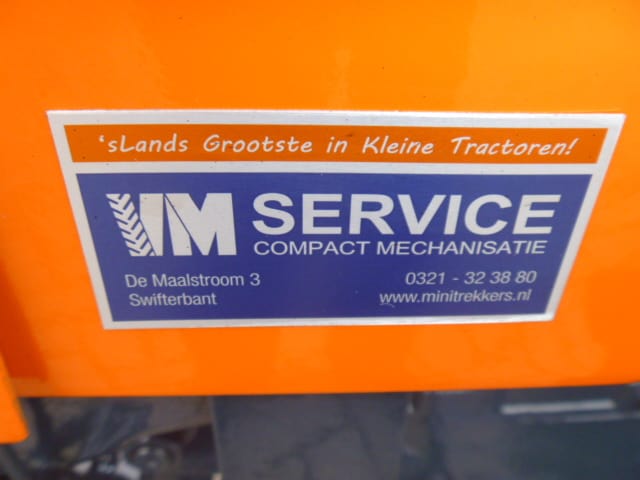 'sLands Grootste in Kleine Tractoren!
VM SERVICE
COMPACT MECHANISATIE
De Maalstroom 3
Swifterbant
0321 - 32 38 80
www.minitrekkers.nl